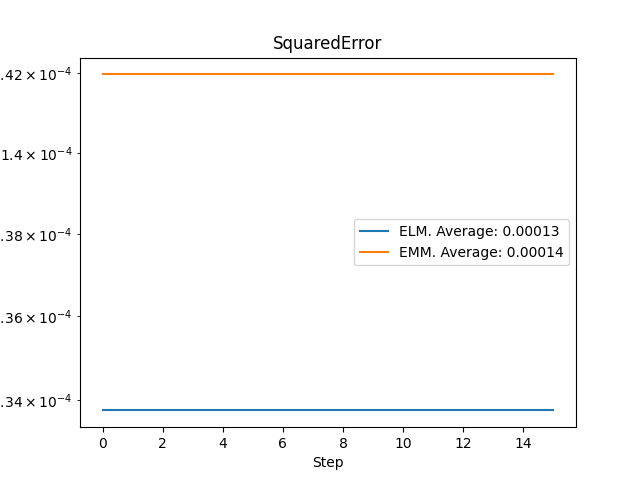 SquaredError
.42 × 10⁻⁴
1.4 × 10⁻⁴
.38 × 10⁻⁴
.36 × 10⁻⁴
.34 × 10⁻⁴
ELM. Average: 0.00013
EMM. Average: 0.00014
0 2 4 6 8 10 12 14
Step